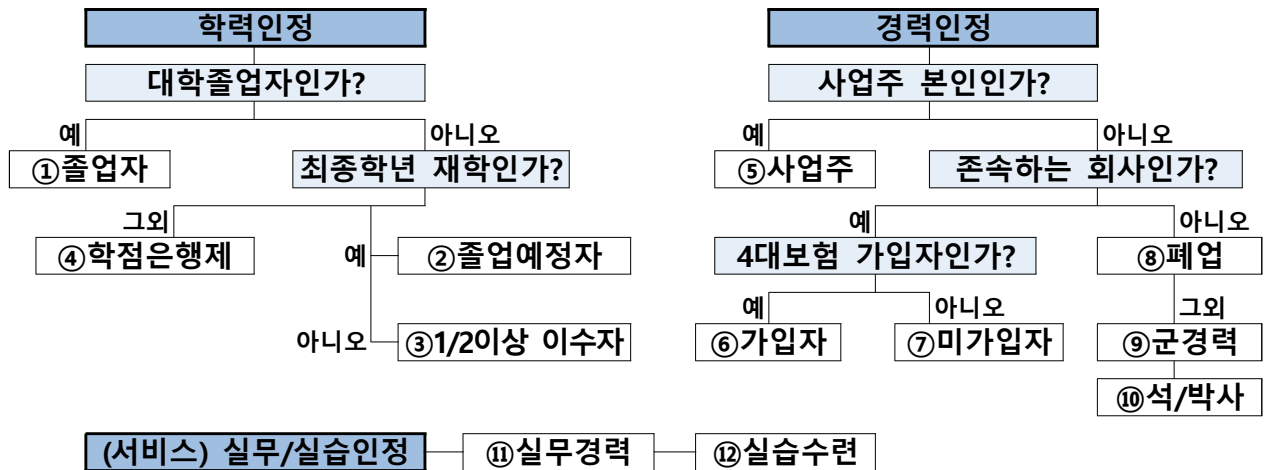 학력인정
대학졸업자인가?
예
아니오
①졸업자
최종학년 재학인가?
그외
④학점은행제
예
②졸업예정자
아니오
③1/2이상 이수자
경력인정
사업주 본인인가?
예
아니오
⑤사업주
존속하는 회사인가?
예
아니오
4대보험 가입자인가?
⑧폐업
예
아니오
그외
⑥가입자
⑦미가입자
⑨군경력
⑩석/박사
(서비스) 실무/실습인정
⑪실무경력
⑫실습수련